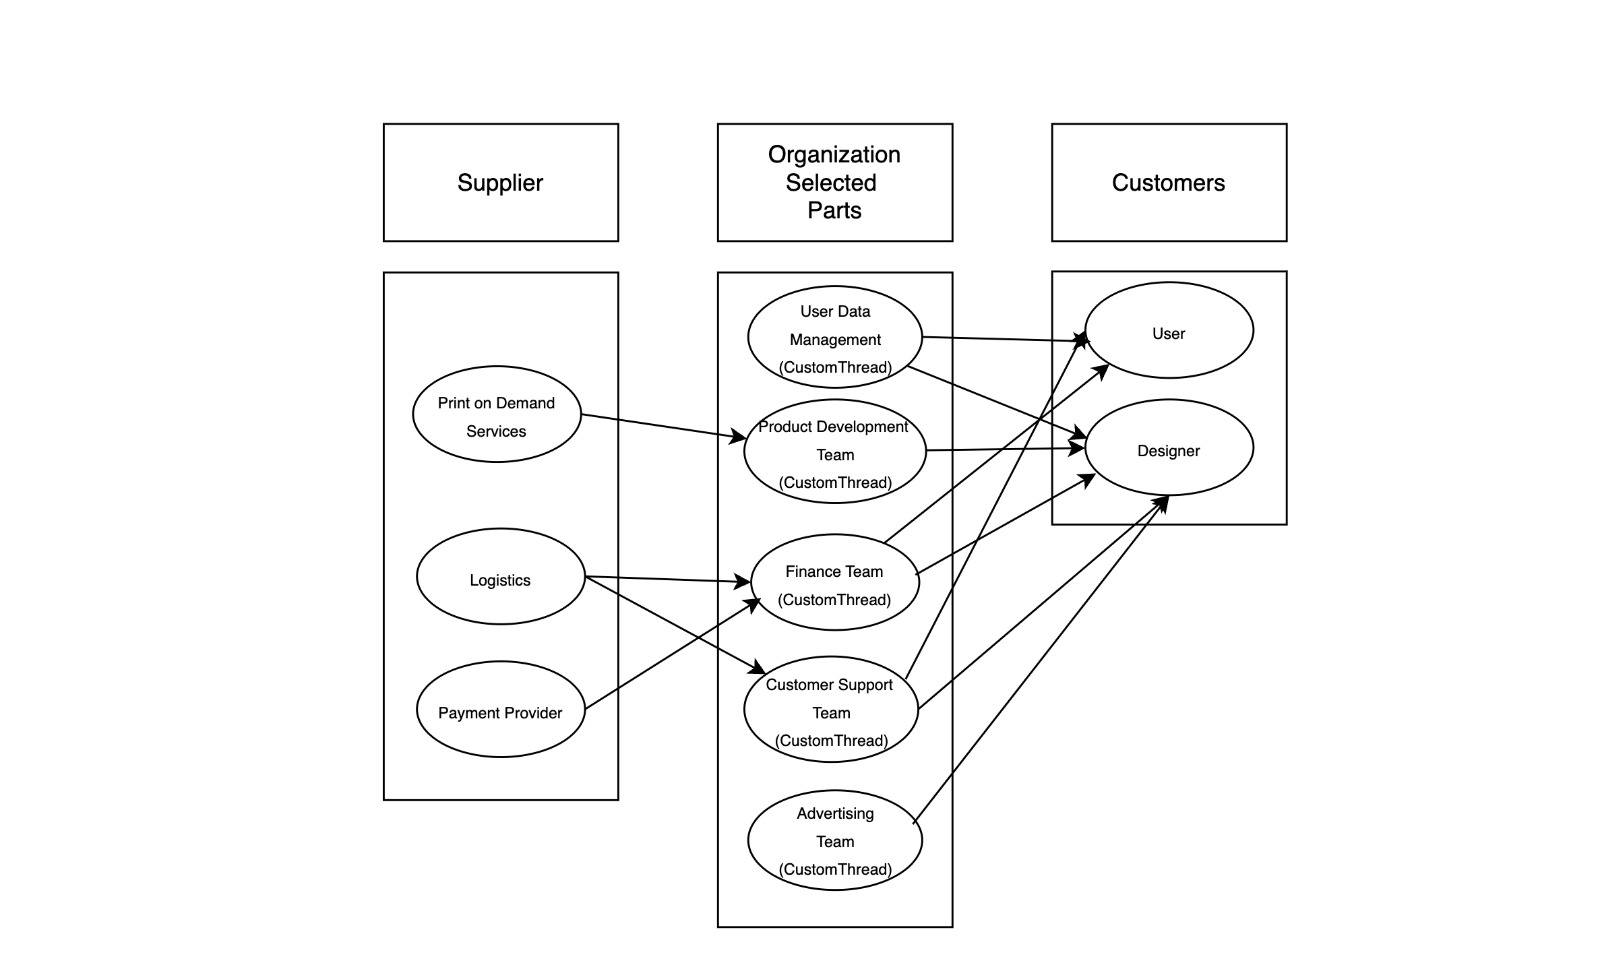 Supplier
Organization
Selected
Parts
Customers
Print on Demand
Services
Logistics
Payment Provider
User Data
Management
(CustomThread)
Product Development
Team
(CustomThread)
Finance Team
(CustomThread)
Customer Support
Team
(CustomThread)
Advertising
Team
(CustomThread)
User
Designer